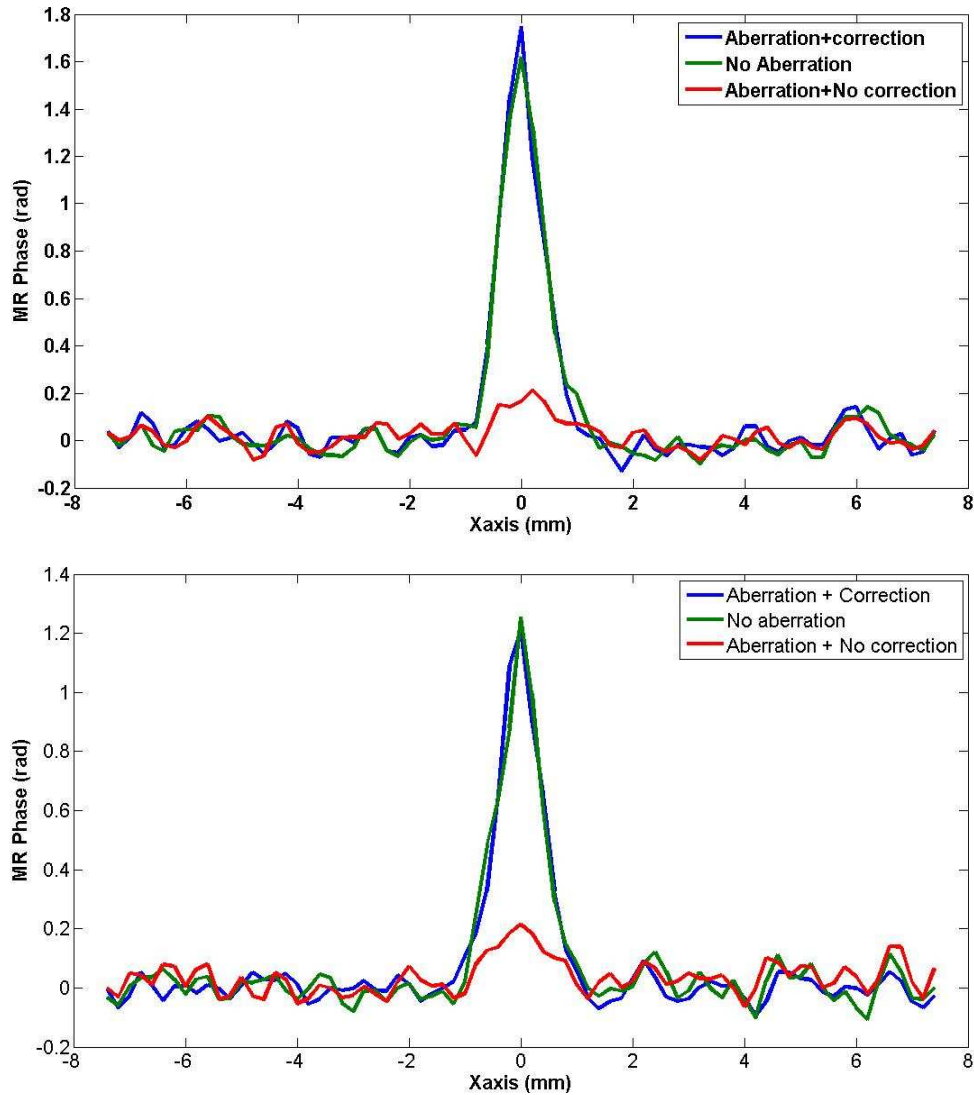 1.8
1.6
1.4
1.2
1
0.8
0.6
0.4
0.2
0
-0.2
MR Phase (rad)
Aberration+correction
No Aberration
Aberration+No correction
-8 -6 -4 -2 0 2 4 6 8
Xaxis (mm)
1.4
1.2
1
0.8
0.6
0.4
0.2
0
-0.2
MR Phase (rad)
Aberration + Correction
No aberration
Aberration + No correction
-8 -6 -4 -2 0 2 4 6 8
Xaxis (mm)